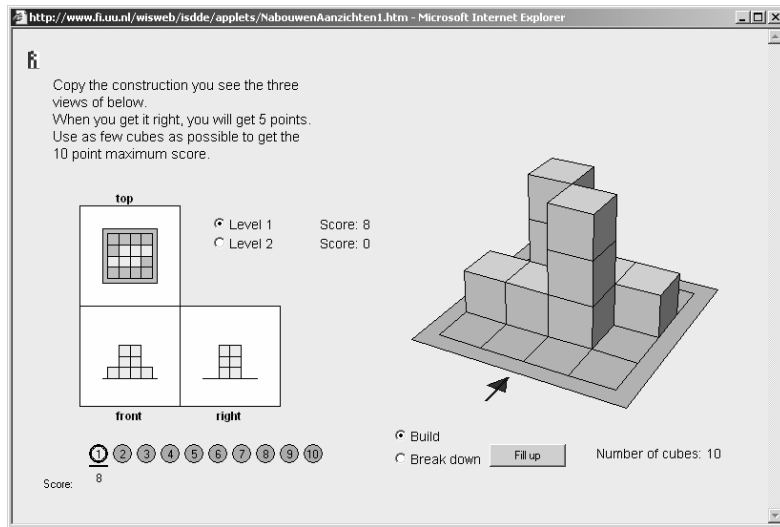 http://www.fi.uu.nl/wisweb/isdde/applets/NabouwenAanzichten1.htm - Microsoft Internet Explorer
Fi
Copy the construction you see the three
views of below.
When you get it right, you will get 5 points.
Use as few cubes as possible to get the
10 point maximum score.
top
Level 1 Score: 8
Level 2 Score: 0
front right
Build
Break down Fill up Number of cubes: 10
1 2 3 4 5 6 7 8 9 10
Score: 8